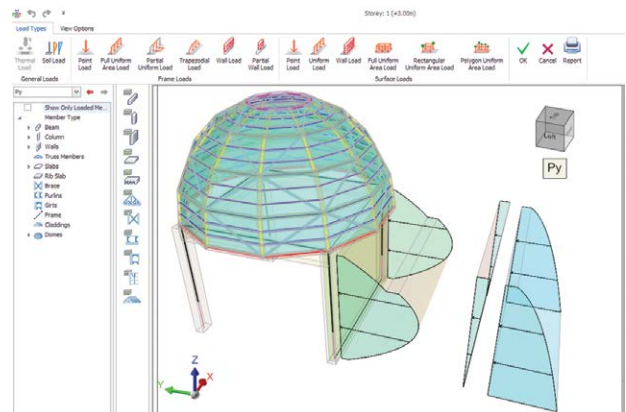 Storey: 1 (+3.00m)
Load Types View Options
Thermal Load
Soil Load
Point Load
Full Uniform Area Load
Partial Uniform Load
Trapezoidal Load
Wall Load
Partial Wall Load
Point Load
Uniform Load
Wall Load
Full Uniform Area Load
Rectangular Uniform Area Load
Polygon Uniform Area Load
OK
Cancel
Report
General Loads
Frame Loads
Surface Loads
Py
Show Only Loaded Me...
Member Type
Beam
Column
Walls
Truss Members
Slabs
Rib Slab
Brace
Purlins
Girts
Frame
Claddings
Domes
Left
Py
Z
Y
X